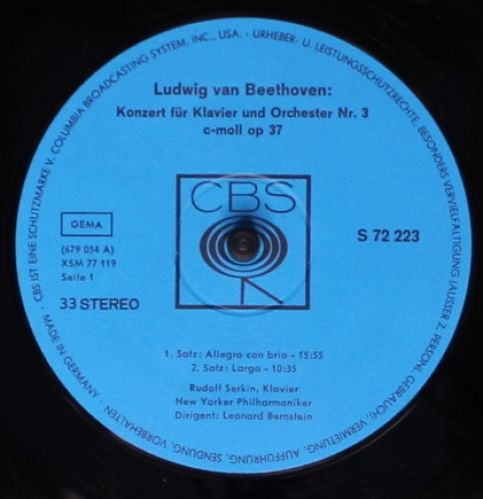 CBS IST EINE SCHUTZMARKE V. COLUMBIA BROADCASTING SYSTEM, INC., USA. · URHEBER- U. LEISTUNGSSCHUTZRECHTE, BESONDERS VERVIELFÄLTIGUNG (AUSSER Z. PERSÖNL. GEBRAUCH), VERMIETUNG, AUFFÜHRUNG, SENDUNG, VORBEHALTEN · MADE IN GERMANY ·
Ludwig van Beethoven:
Konzert für Klavier und Orchester Nr. 3
c-moll op 37
CBS
GEMA
(679 054 A)
XSM 77 119
Seite 1
S 72 223
33 STEREO
1. Satz: Allegro con brio - 15:55
2. Satz: Largo - 10:35
Rudolf Serkin, Klavier
New Yorker Philharmoniker
Dirigent: Leonard Bernstein